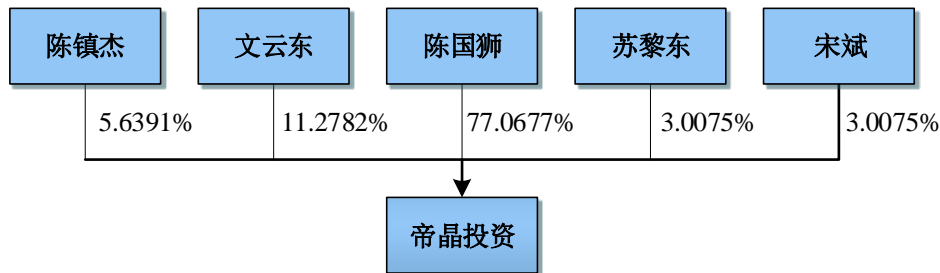 陈镇杰 文云东 陈国狮 苏黎东 宋斌
5.6391% 11.2782% 77.0677% 3.0075% 3.0075%
帝晶投资